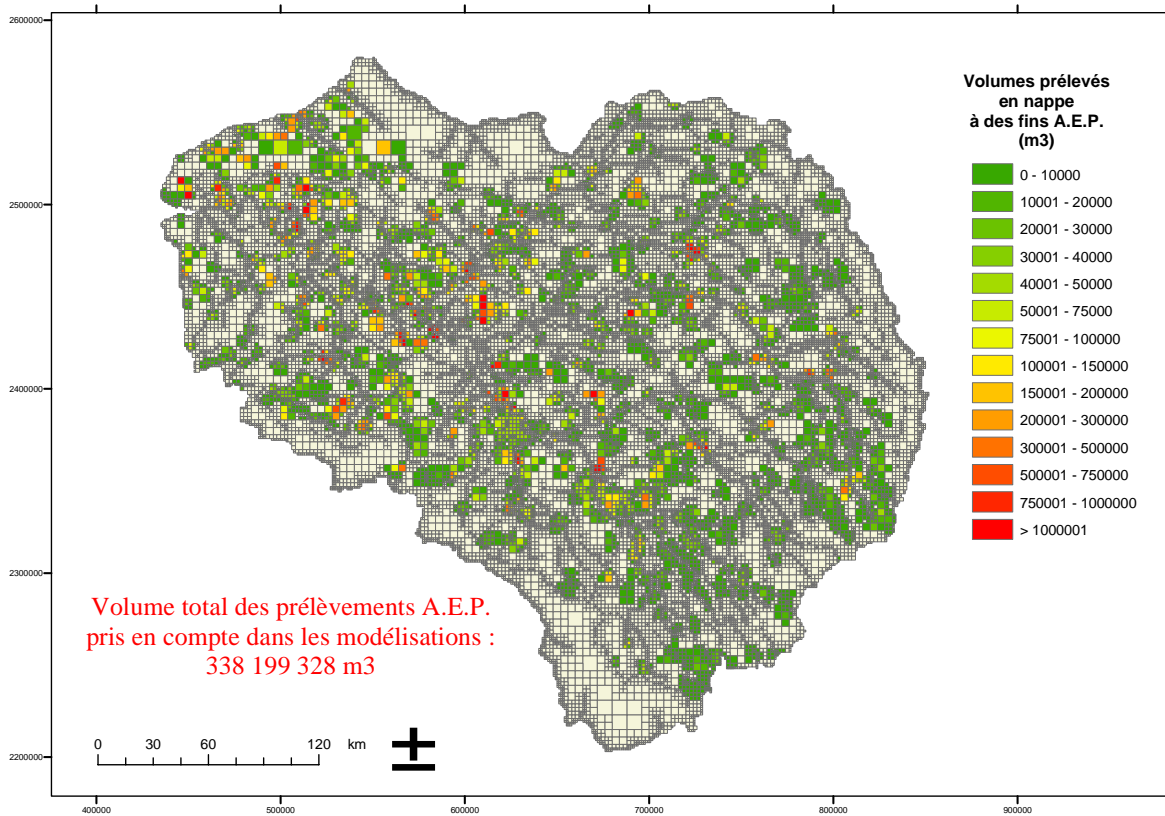 2600000
2500000
2400000
2300000
2200000
400000
500000
600000
700000
800000
900000
Volumes prélevés
en nappe
à des fins A.E.P.
(m3)
0 - 10000
10001 - 20000
20001 - 30000
30001 - 40000
40001 - 50000
50001 - 75000
75001 - 100000
100001 - 150000
150001 - 200000
200001 - 300000
300001 - 500000
500001 - 750000
750001 - 1000000
> 1000001
Volume total des prélèvements A.E.P.
pris en compte dans les modélisations :
338 199 328 m3
0 30 60 120 km